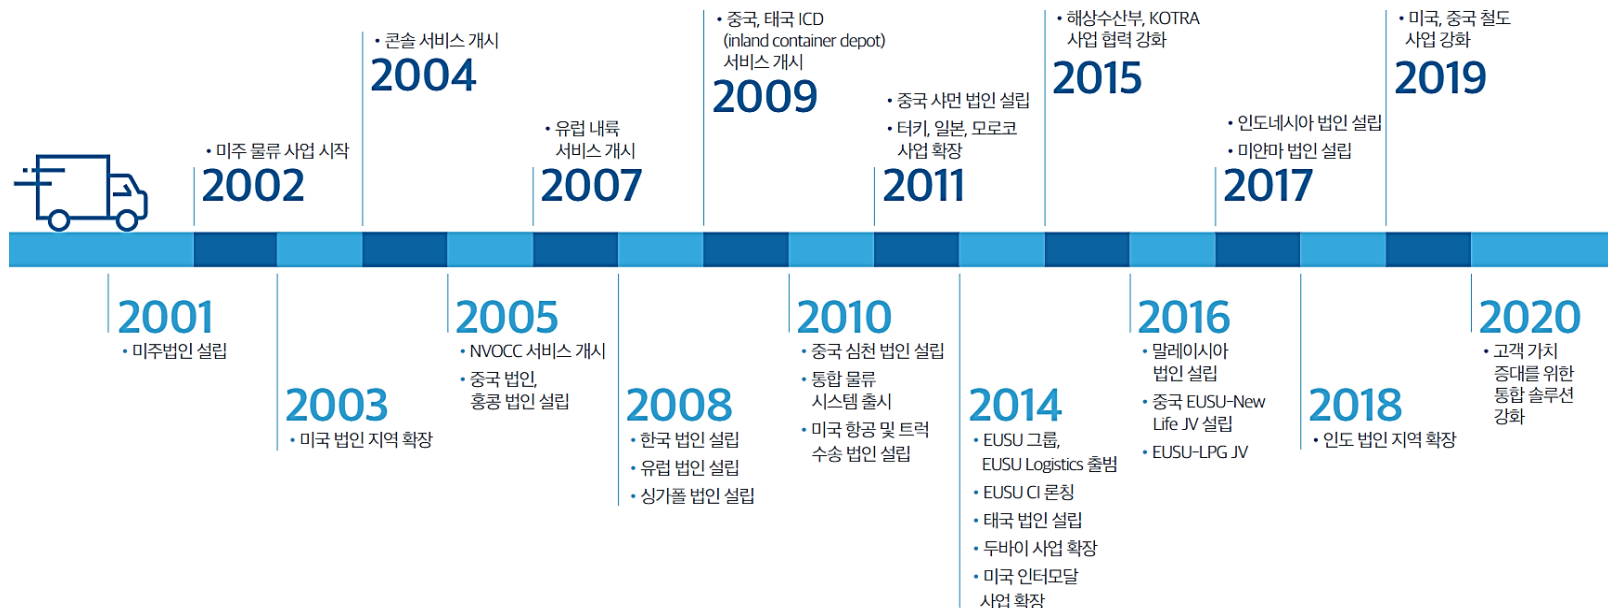 • 콘솔 서비스 개시
2004
• 중국, 태국 ICD
(inland container depot)
서비스 개시
2009
• 해상수산부, KOTRA
사업 협력 강화
2015
• 미국, 중국 철도
사업 강화
2019
• 미주 물류 사업 시작
2002
• 유럽 내륙
서비스 개시
2007
• 중국 샤먼 법인 설립
• 터키, 일본, 모로코
사업 확장
2011
• 인도네시아 법인 설립
• 미얀마 법인 설립
2017
2001
• 미주법인 설립
2003
• 미국 법인 지역 확장
2005
• NVOCC 서비스 개시
• 중국 법인,
홍콩 법인 설립
2008
• 한국 법인 설립
• 유럽 법인 설립
• 싱가폴 법인 설립
2010
• 중국 심천 법인 설립
• 통합 물류
시스템 출시
• 미국 항공 및 트럭
수송 법인 설립
2014
• EUSU 그룹,
EUSU Logistics 출범
• EUSU CI 론칭
• 태국 법인 설립
• 두바이 사업 확장
• 미국 인터모달
사업 확장
2016
• 말레이시아
법인 설립
• 중국 EUSU-New
Life JV 설립
• EUSU-LPG JV
2018
• 인도 법인 지역 확장
2020
• 고객 가치
증대를 위한
통합 솔루션
강화